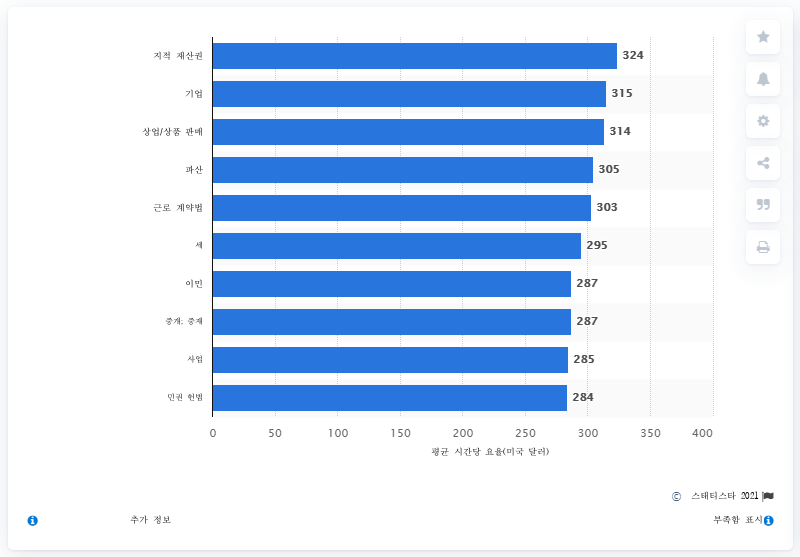 지적 재산권 324
기업 315
상업/상품 판매 314
파산 305
근로 계약법 303
세 295
이민 287
중개; 중재 287
사업 285
민권 헌법 284
0 50 100 150 200 250 300 350 400
평균 시간당 요율(미국 달러)
© 스태티스타 2021
추가 정보 부족함 표시